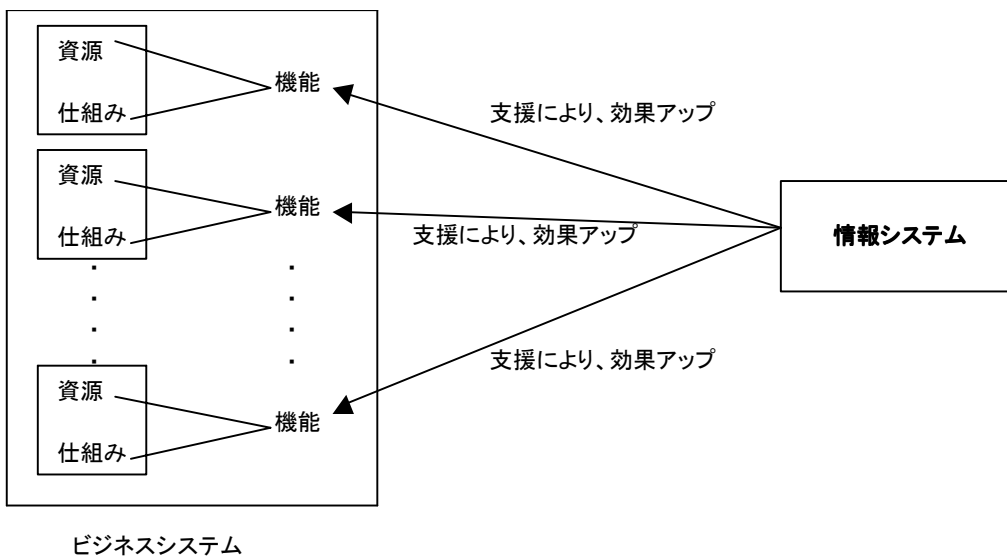 資源
機能
仕組み
支援により、効果アップ
資源
機能
仕組み
支援により、効果アップ
情報システム
・ ・
・ ・
・ ・
・ ・
支援により、効果アップ
資源
機能
仕組み
ビジネスシステム